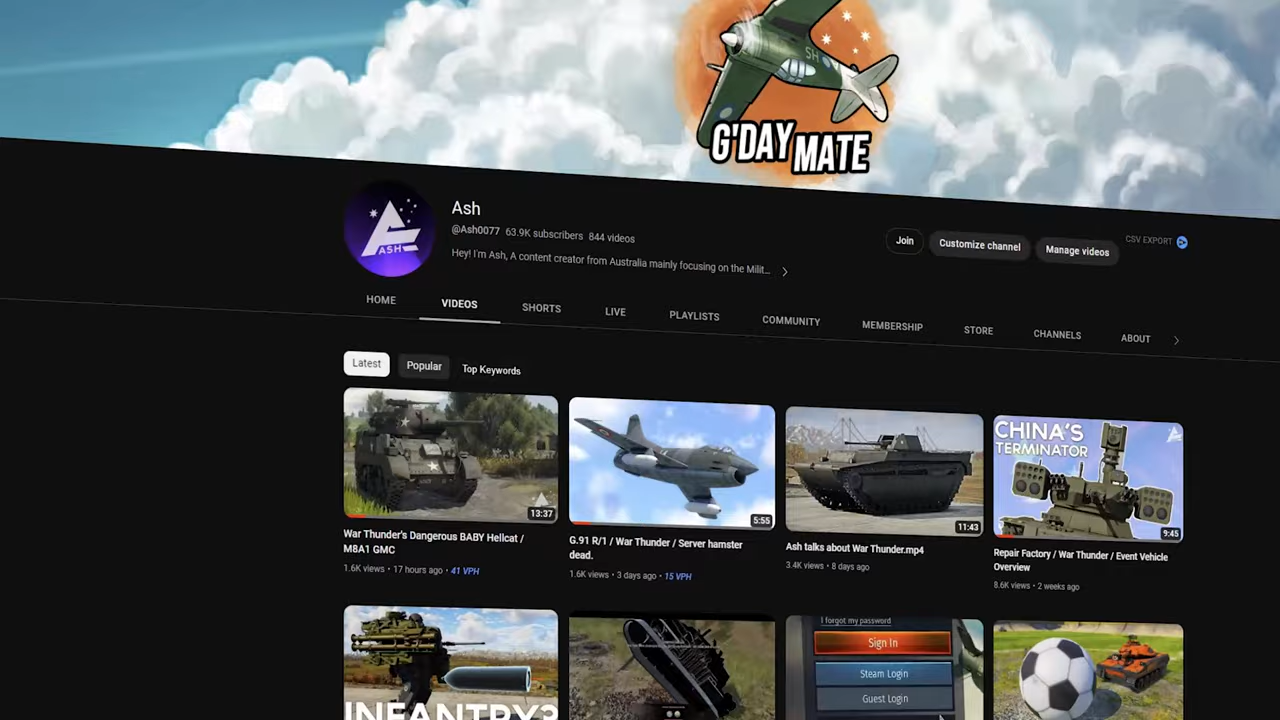 SH
G'DAY MATE
ASH
Ash
@Ash0077 63.9K subscribers 844 videos
Hey! I'm Ash, A content creator from Australia mainly focusing on the Milit...
Join
Customize channel
Manage videos
CSV EXPORT
HOME VIDEOS SHORTS LIVE PLAYLISTS COMMUNITY MEMBERSHIP STORE CHANNELS ABOUT
Latest Popular Top Keywords
13:37
5:55
11:43
CHINA'S
TERMINATOR
9:45
War Thunder's Dangerous BABY Hellcat /
M8A1 GMC
1.6K views • 17 hours ago • 41 VPH
G.91 R/1 / War Thunder / Server hamster
dead.
1.6K views • 3 days ago • 15 VPH
Ash talks about War Thunder.mp4
3.4K views • 8 days ago
Repair Factory / War Thunder / Event Vehicle
Overview
8.6K views • 2 weeks ago
INFANTRY?
I forgot my password
Sign In
Steam Login
Guest Login